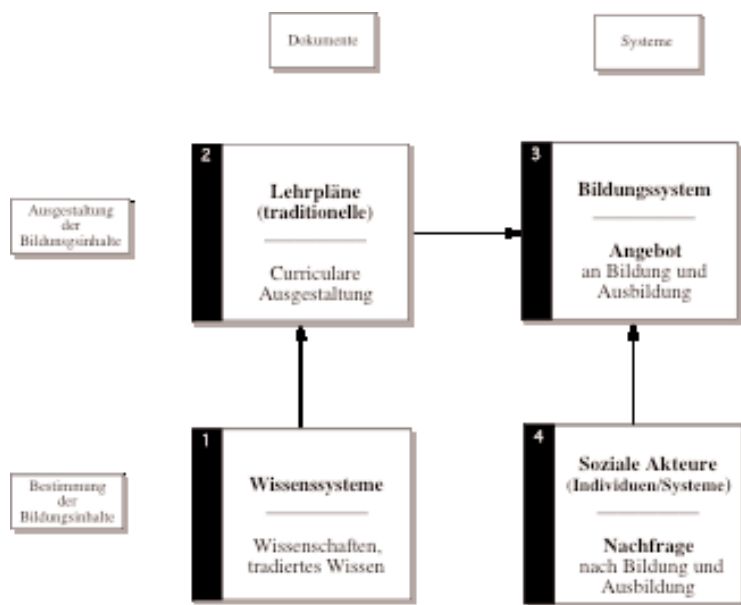 Dokumente
Systeme
Ausgestaltung
der
Bildunsgsinhalte
2
Lehrpläne
(traditionelle)
Curriculare
Ausgestaltung
3
Bildungssystem
Angebot
an Bildung und
Ausbildung
Bestimmung
der
Bildungsinhalte
1
Wissenssysteme
Wissenschaften,
tradiertes Wissen
4
Soziale Akteure
(Individuen/Systeme)
Nachfrage
nach Bildung und
Ausbildung